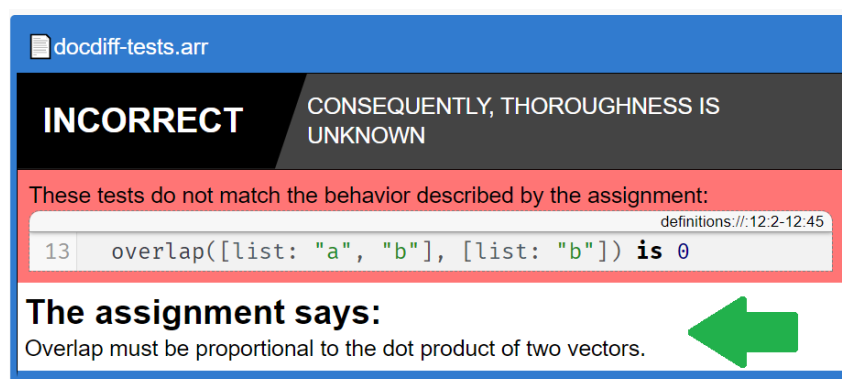 docdiff-tests.arr
INCORRECT
CONSEQUENTLY, THOROUGHNESS IS
UNKNOWN
These tests do not match the behavior described by the assignment:
definitions://:12:2-12:45
13 overlap([list: "a", "b"], [list: "b"]) is 0
The assignment says:
Overlap must be proportional to the dot product of two vectors.